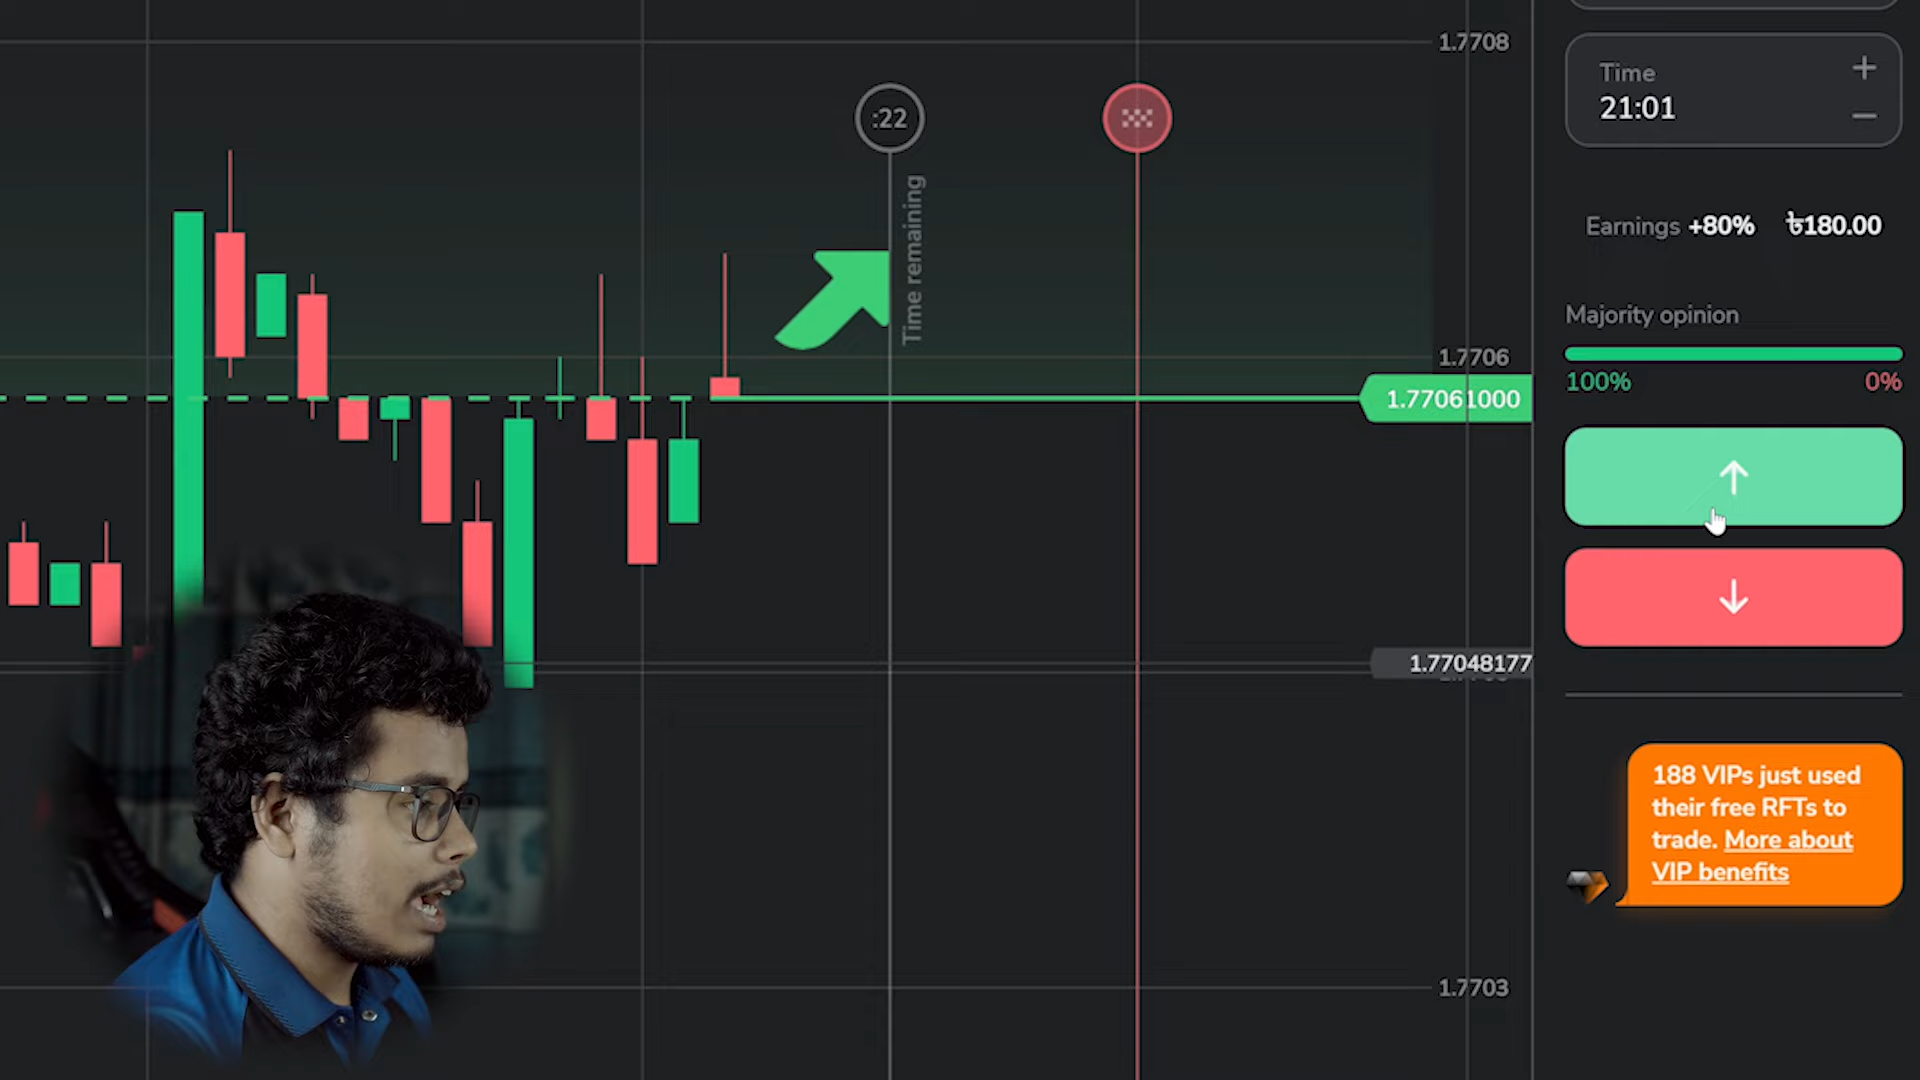 1.7708
Time
21:01
:22
Time remaining
Earnings +80% ৳180.00
Majority opinion
1.7706
100% 0%
1.77061000
1.77048177
188 VIPs just used
their free RFTs to
trade. More about
VIP benefits
1.7703